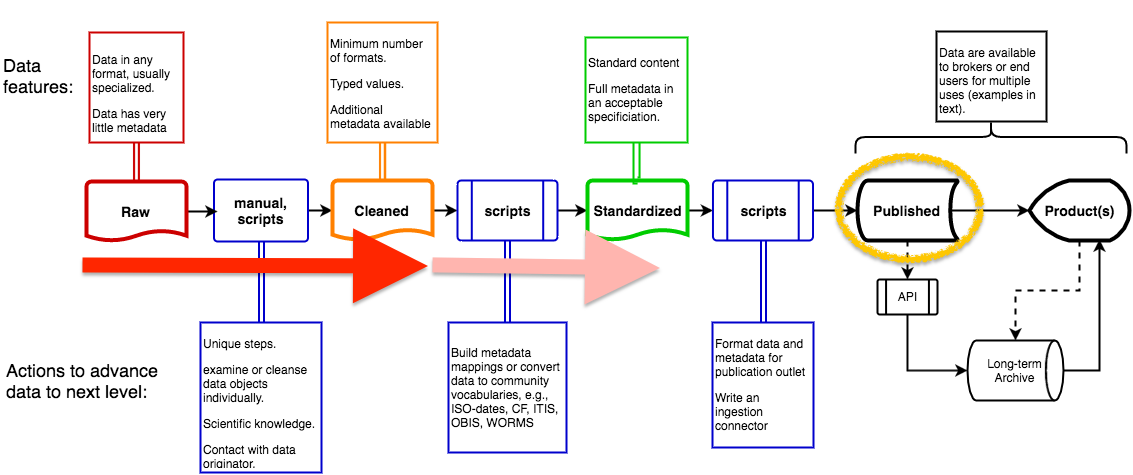 Data
features:
Data in any
format, usually
specialized.
Data has very
little metadata
Minimum number
of formats.
Typed values.
Additional
metadata available
Standard content
Full metadata in
an acceptable
specificiation.
Data are available
to brokers or end
users for multiple
uses (examples in
text).
Raw
manual,
scripts
Cleaned
scripts
Standardized
scripts
Published
Product(s)
API
Long-term
Archive
Actions to advance
data to next level:
Unique steps.
examine or cleanse
data objects
individually.
Scientific knowledge.
Contact with data
originator.
Build metadata
mappings or convert
data to community
vocabularies, e.g.,
ISO-dates, CF, ITIS,
OBIS, WORMS
Format data and
metadata for
publication outlet
Write an
ingestion
connector